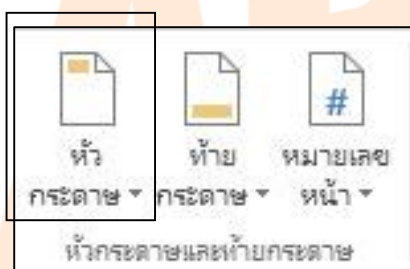 #
หัว ท้าย หมายเลข
กระดาษ กระดาษ หน้า
หัวกระดาษและท้ายกระดาษ